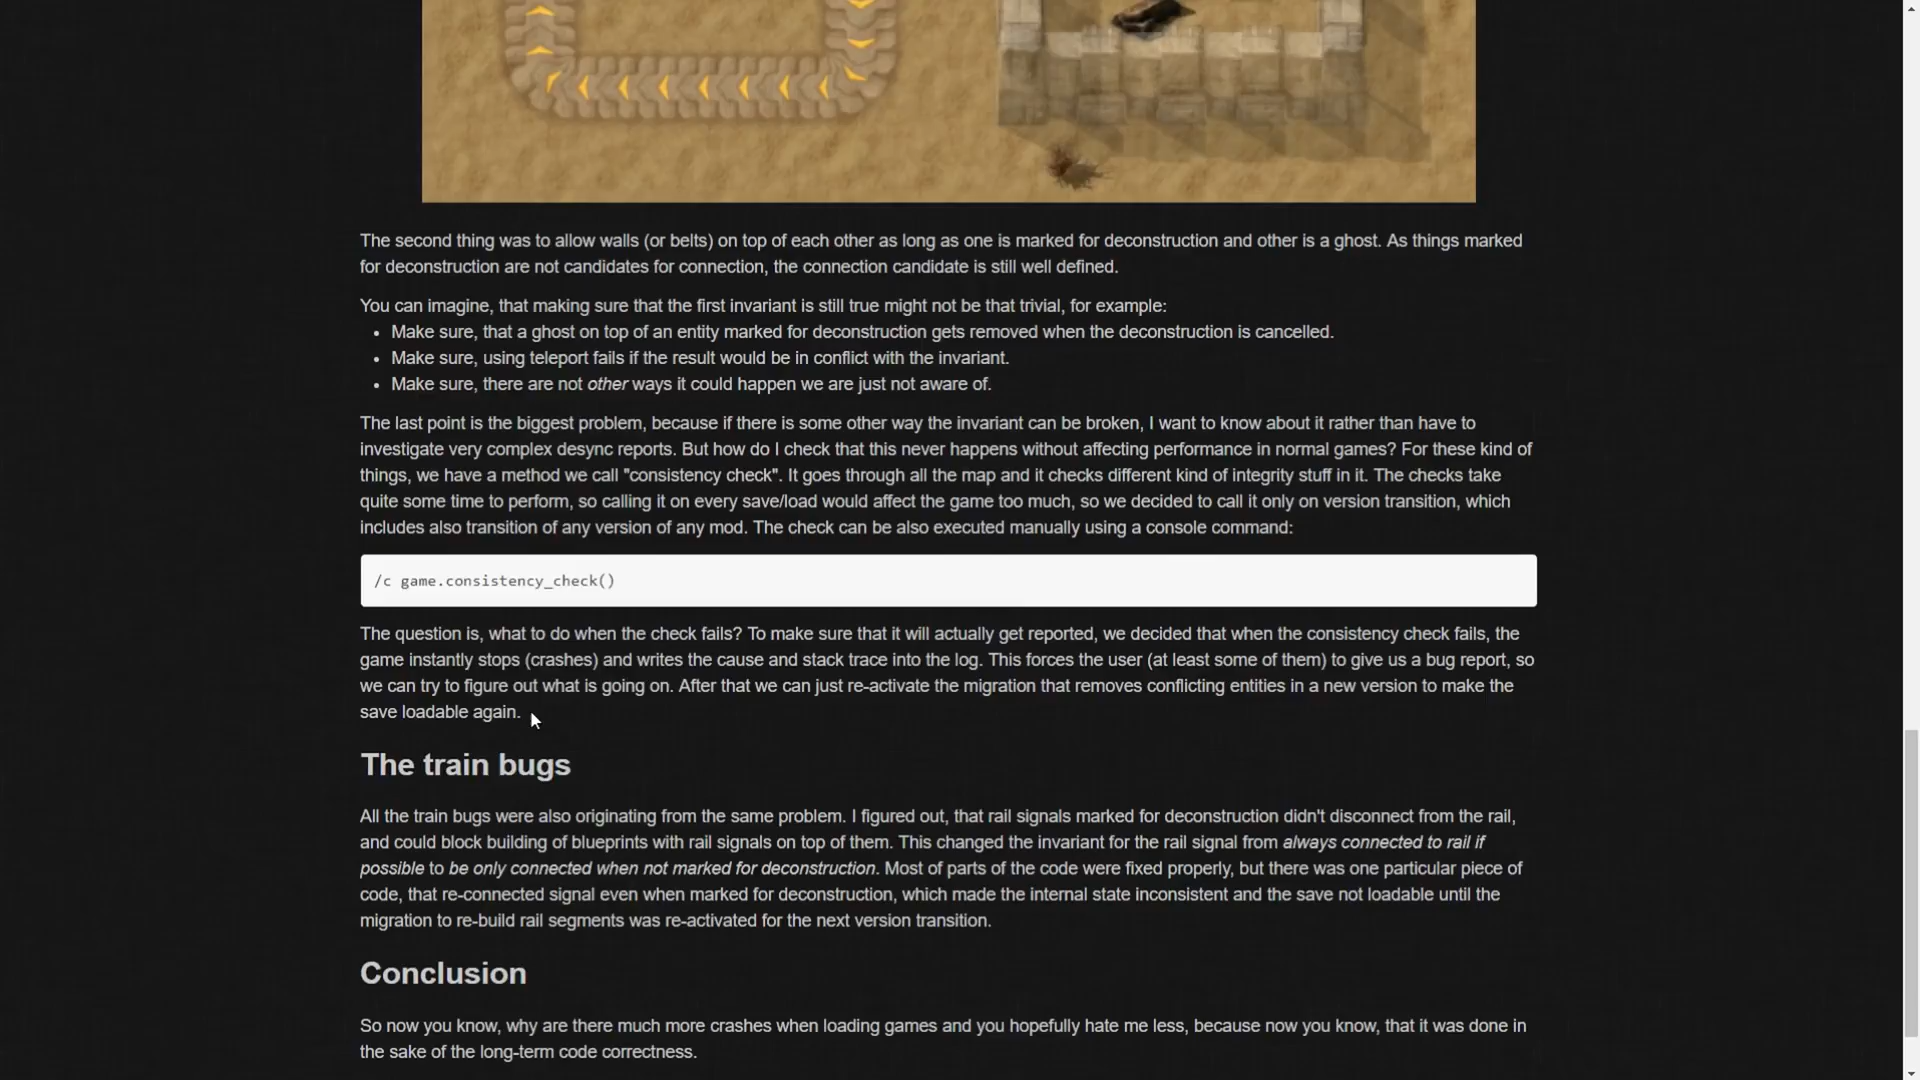 The second thing was to allow walls (or belts) on top of each other as long as one is marked for deconstruction and other is a ghost. As things marked
for deconstruction are not candidates for connection, the connection candidate is still well defined.
You can imagine, that making sure that the first invariant is still true might not be that trivial, for example:
• Make sure, that a ghost on top of an entity marked for deconstruction gets removed when the deconstruction is cancelled.
• Make sure, using teleport fails if the result would be in conflict with the invariant.
• Make sure, there are not other ways it could happen we are just not aware of.
The last point is the biggest problem, because if there is some other way the invariant can be broken, I want to know about it rather than have to
investigate very complex desync reports. But how do I check that this never happens without affecting performance in normal games? For these kind of
things, we have a method we call "consistency check". It goes through all the map and it checks different kind of integrity stuff in it. The checks take
quite some time to perform, so calling it on every save/load would affect the game too much, so we decided to call it only on version transition, which
includes also transition of any version of any mod. The check can be also executed manually using a console command:
/c game.consistency_check()
The question is, what to do when the check fails? To make sure that it will actually get reported, we decided that when the consistency check fails, the
game instantly stops (crashes) and writes the cause and stack trace into the log. This forces the user (at least some of them) to give us a bug report, so
we can try to figure out what is going on. After that we can just re-activate the migration that removes conflicting entities in a new version to make the
save loadable again.
The train bugs
All the train bugs were also originating from the same problem. I figured out, that rail signals marked for deconstruction didn't disconnect from the rail,
and could block building of blueprints with rail signals on top of them. This changed the invariant for the rail signal from always connected to rail if
possible to be only connected when not marked for deconstruction. Most of parts of the code were fixed properly, but there was one particular piece of
code, that re-connected signal even when marked for deconstruction, which made the internal state inconsistent and the save not loadable until the
migration to re-build rail segments was re-activated for the next version transition.
Conclusion
So now you know, why are there much more crashes when loading games and you hopefully hate me less, because now you know, that it was done in
the sake of the long-term code correctness.